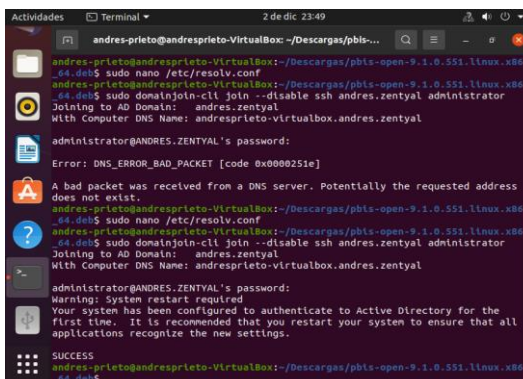 Actividades Terminal 2 de dic 23:49
andres-prieto@andresprieto-VirtualBox: ~/Descargas/pbis-...
andres-prieto@andresprieto-VirtualBox:~/Descargas/pbis-open-9.1.0.551.linux.x86
_64.deb$ sudo nano /etc/resolv.conf
andres-prieto@andresprieto-VirtualBox:~/Descargas/pbis-open-9.1.0.551.linux.x86
_64.deb$ sudo domainjoin-cli join --disable ssh andres.zentyal administrator
Joining to AD Domain:   andres.zentyal
With Computer DNS Name: andresprieto-virtualbox.andres.zentyal
administrator@ANDRES.ZENTYAL's password:
Error: DNS_ERROR_BAD_PACKET [code 0x0000251e]
A bad packet was received from a DNS server. Potentially the requested address
does not exist.
andres-prieto@andresprieto-VirtualBox:~/Descargas/pbis-open-9.1.0.551.linux.x86
_64.deb$ sudo nano /etc/resolv.conf
andres-prieto@andresprieto-VirtualBox:~/Descargas/pbis-open-9.1.0.551.linux.x86
_64.deb$ sudo domainjoin-cli join --disable ssh andres.zentyal administrator
Joining to AD Domain:   andres.zentyal
With Computer DNS Name: andresprieto-virtualbox.andres.zentyal
administrator@ANDRES.ZENTYAL's password:
Warning: System restart required
Your system has been configured to authenticate to Active Directory for the
first time.  It is recommended that you restart your system to ensure that all
applications recognize the new settings.
SUCCESS
andres-prieto@andresprieto-VirtualBox:~/Descargas/pbis-open-9.1.0.551.linux.x86
_64.deb$